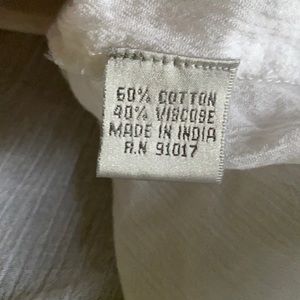 60% COTTON
40% VISCOSE
MADE IN INDIA
R.N 91017